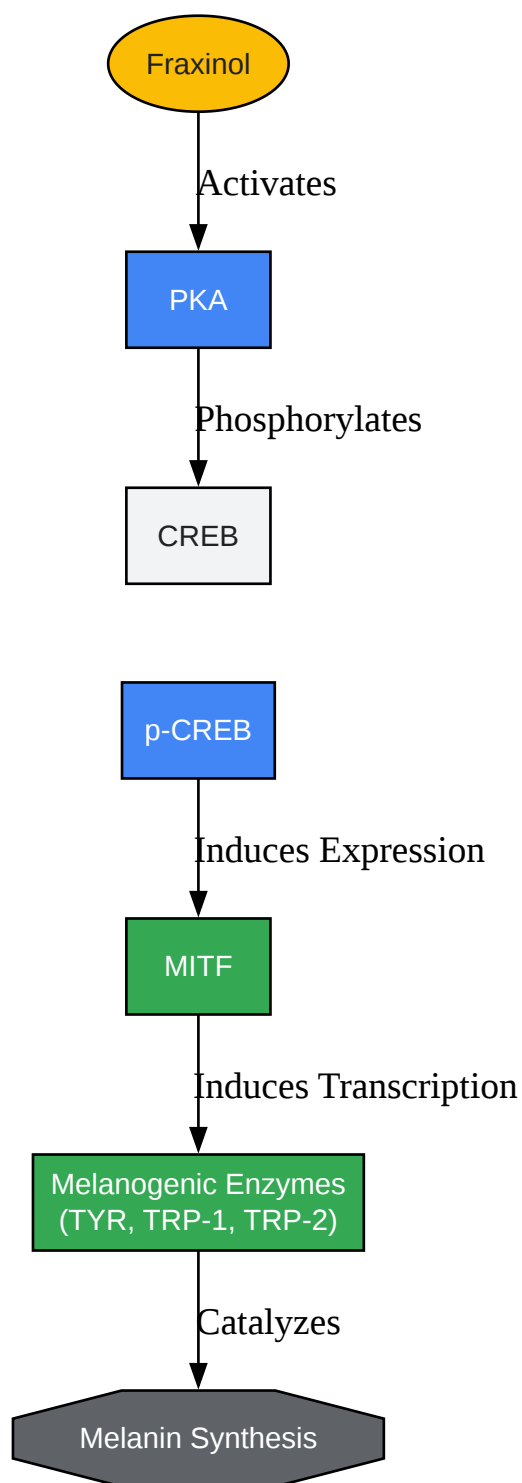 Fraxinol
Activates
PKA
Phosphorylates
CREB
p-CREB
Induces Expression
MITF
Induces Transcription
Melanogenic Enzymes
(TYR, TRP-1, TRP-2)
Catalyzes
Melanin Synthesis